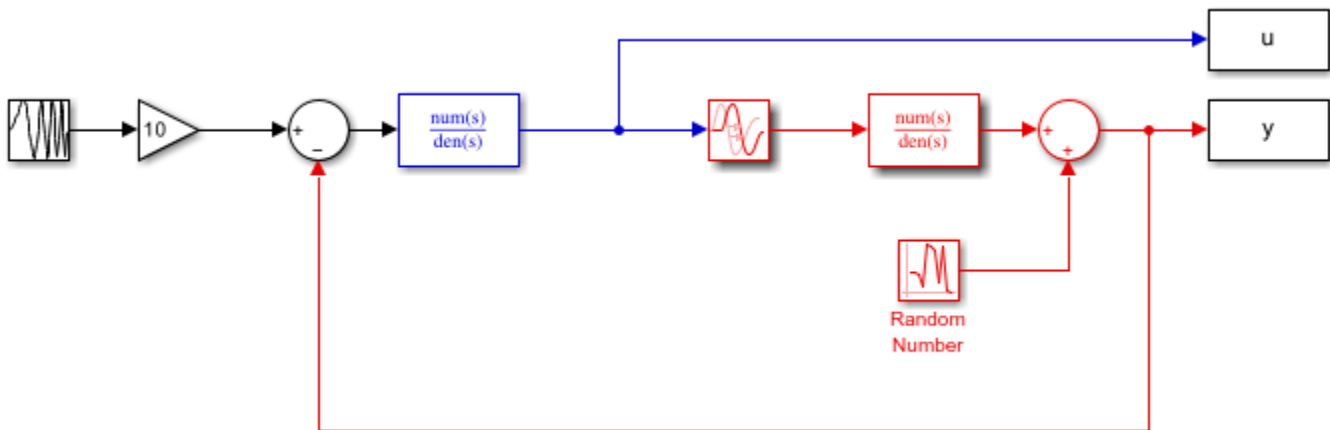 u
10
+
−
num(s)
den(s)
num(s)
den(s)
+
+
y
Random
Number